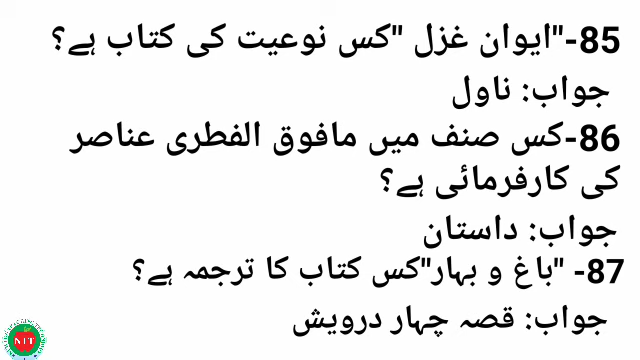 85-"ایوان غزل "کس نوعیت کی کتاب ہے؟
جواب: ناول
86-کس صنف میں مافوق الفطری عناصر
کی کارفرمائی ہے؟
جواب: داستان
87- "باغ و بہار"کس کتاب کا ترجمہ ہے؟
جواب: قصہ چہار درویش
NIT